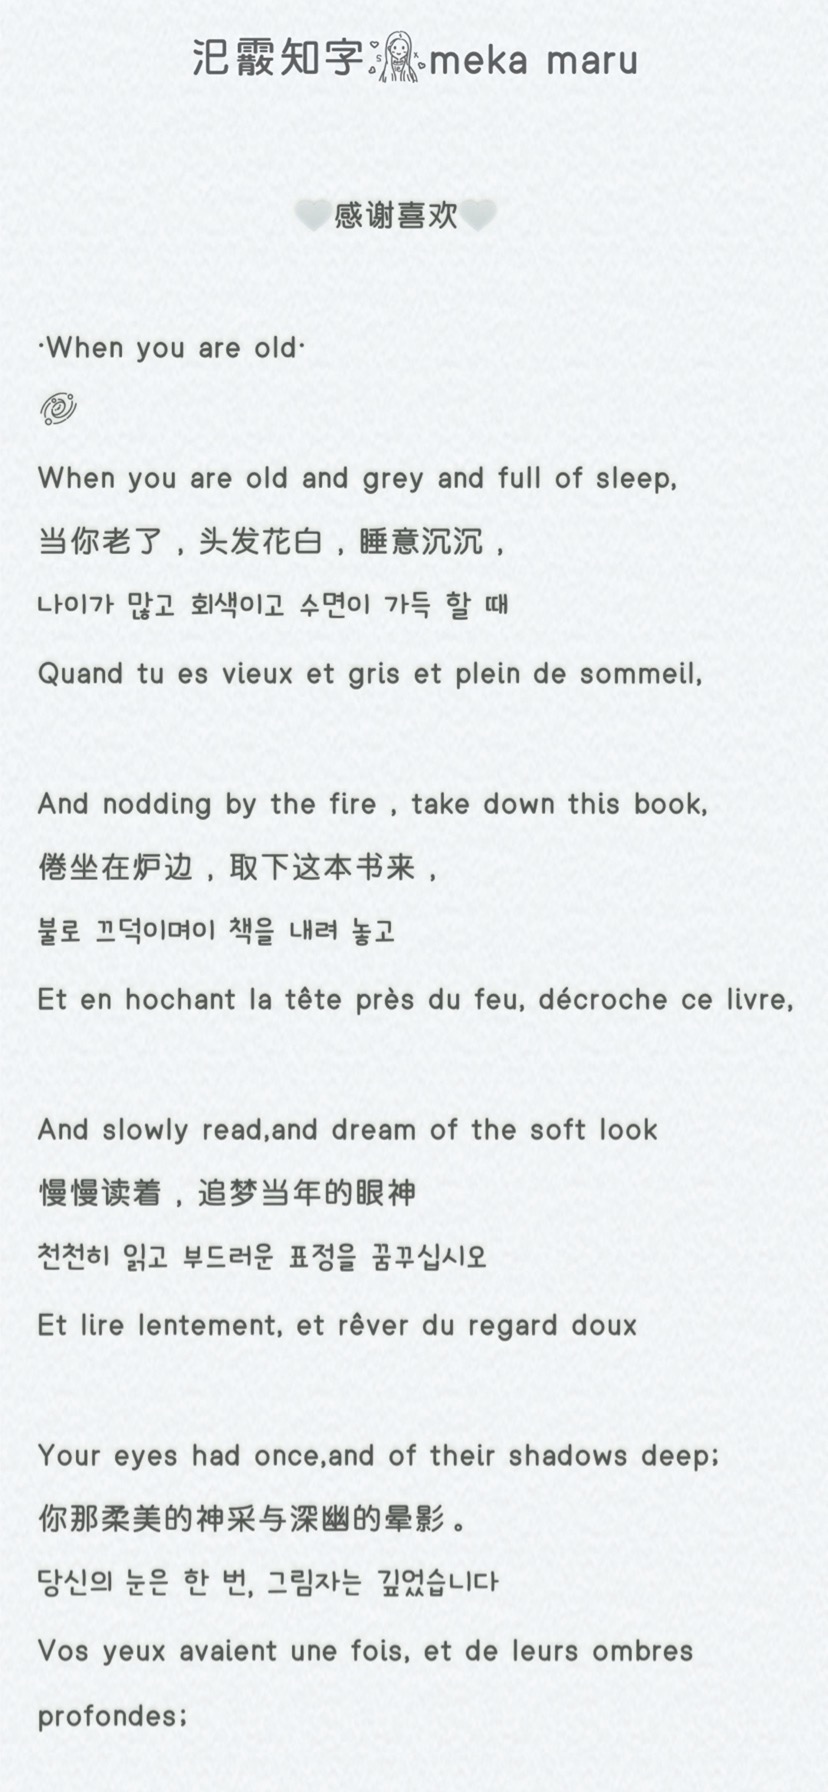 汜霰知字meka maru
感谢喜欢
·When you are old·
When you are old and grey and full of sleep,
当你老了，头发花白，睡意沉沉，
나이가 많고 회색이고 수면이 가득 할 때
Quand tu es vieux et gris et plein de sommeil,
And nodding by the fire , take down this book,
倦坐在炉边，取下这本书来，
불로 끄덕이며이 책을 내려 놓고
Et en hochant la tête près du feu, décroche ce livre,
And slowly read,and dream of the soft look
慢慢读着，追梦当年的眼神
천천히 읽고 부드러운 표정을 꿈꾸십시오
Et lire lentement, et rêver du regard doux
Your eyes had once,and of their shadows deep;
你那柔美的神采与深幽的晕影。
당신의 눈은 한 번, 그림자는 깊었습니다
Vos yeux avaient une fois, et de leurs ombres
profondes;